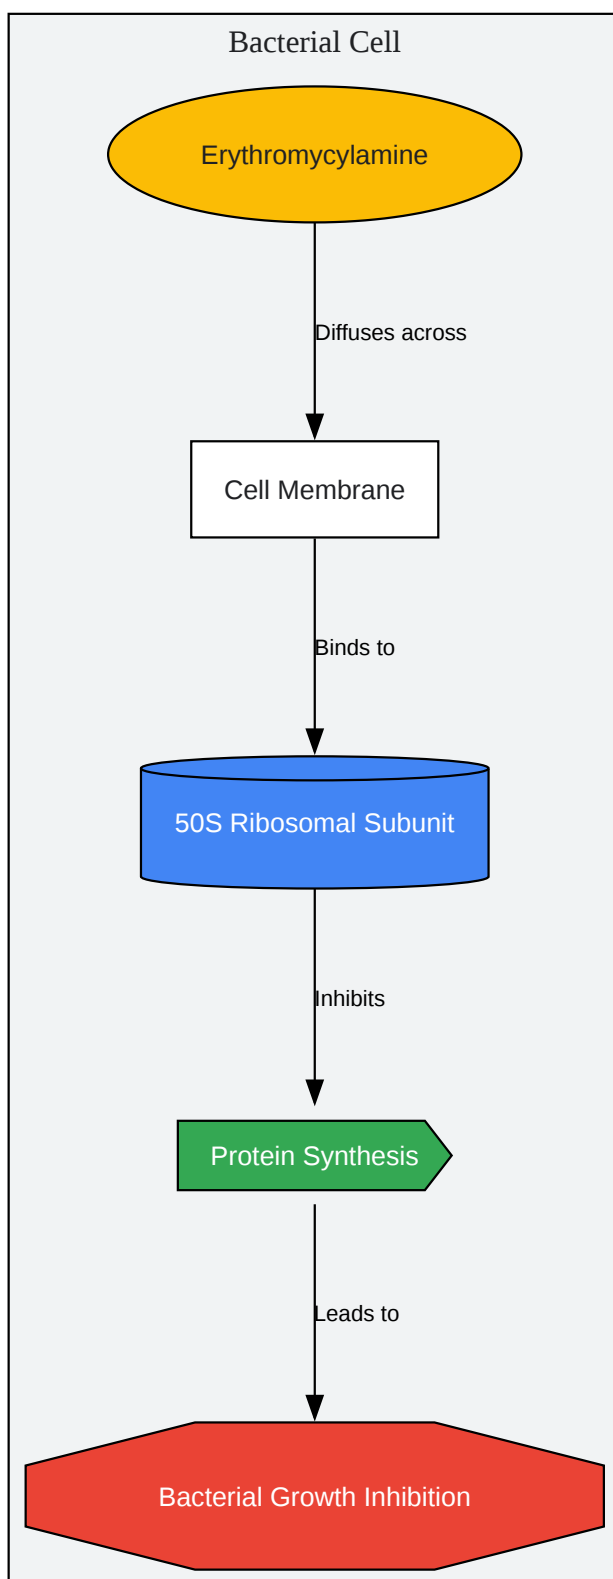 Bacterial Cell
Erythromycylamine
Diffuses across
Cell Membrane
Binds to
50S Ribosomal Subunit
Inhibits
Protein Synthesis
Leads to
Bacterial Growth Inhibition